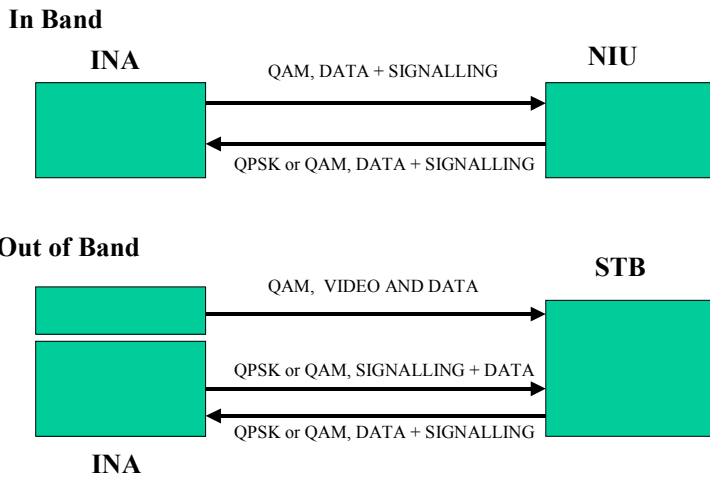 In Band
INA
NIU
QAM, DATA + SIGNALLING
QPSK or QAM, DATA + SIGNALLING
Out of Band
STB
QAM, VIDEO AND DATA
QPSK or QAM, SIGNALLING + DATA
QPSK or QAM, DATA + SIGNALLING
INA